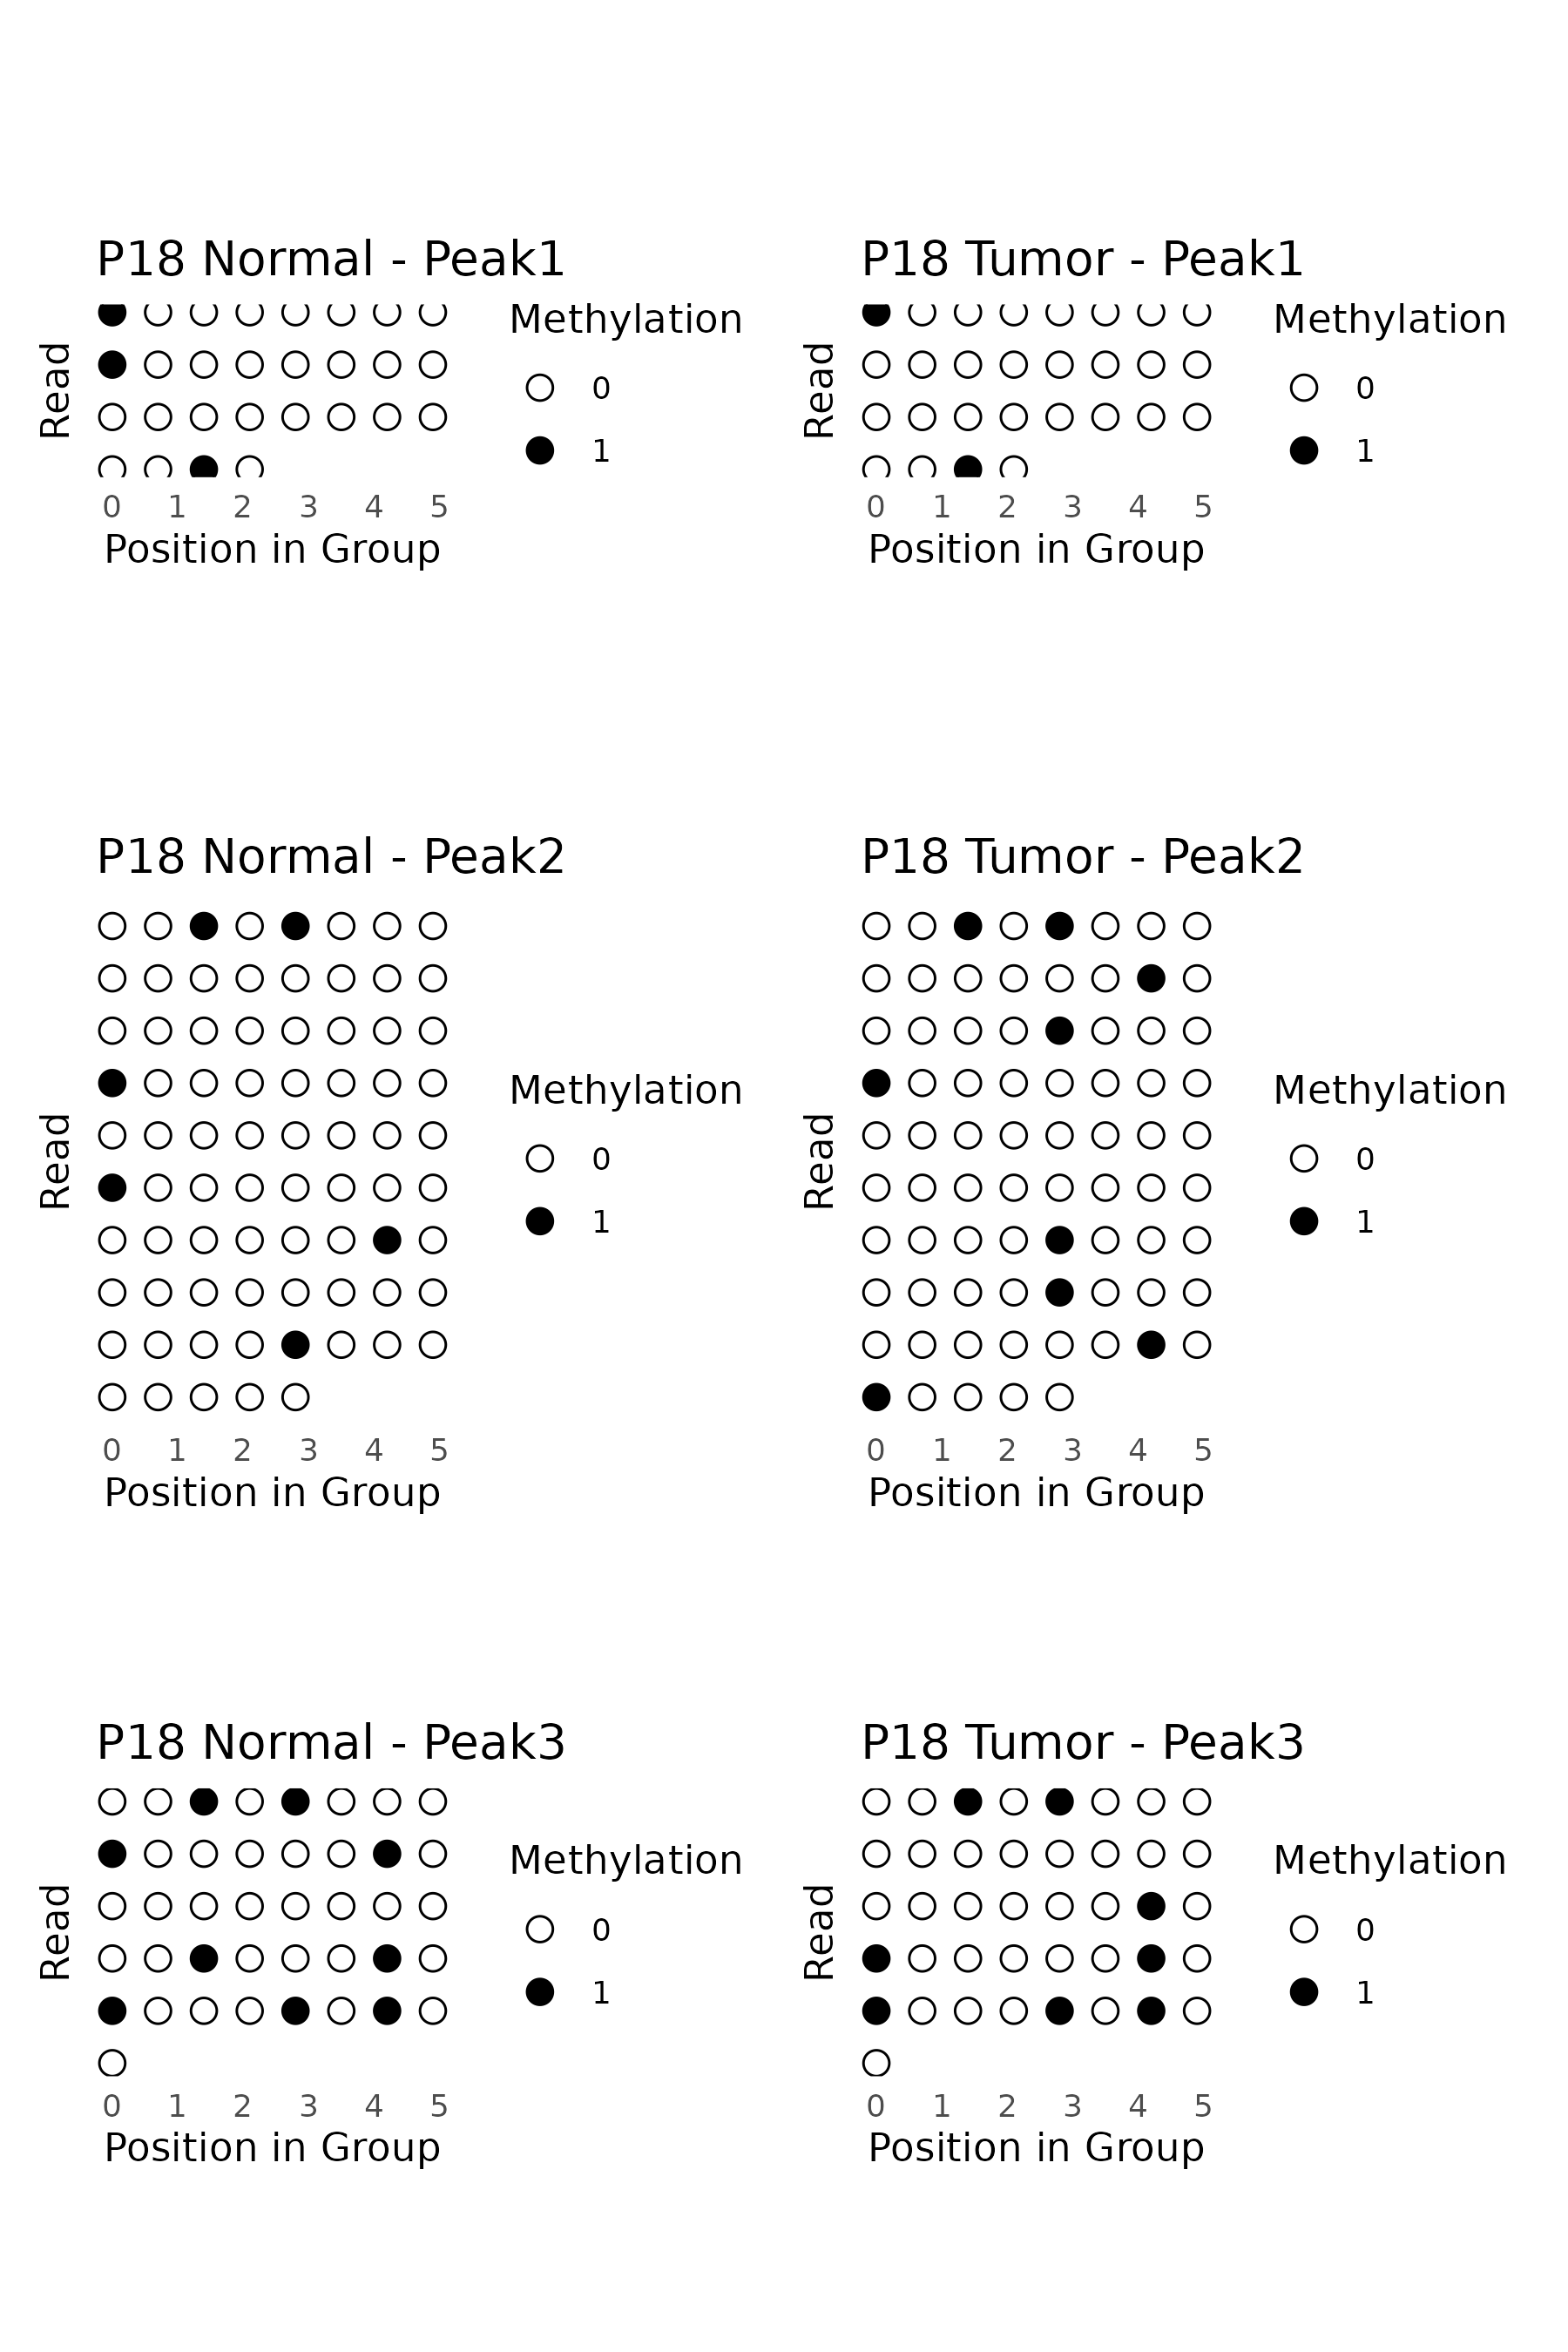 P18 Normal - Peak1
Read
Methylation
0
1
0 1 2 3 4 5
Position in Group
P18 Tumor - Peak1
Read
Methylation
0
1
0 1 2 3 4 5
Position in Group
P18 Normal - Peak2
Read
Methylation
0
1
0 1 2 3 4 5
Position in Group
P18 Tumor - Peak2
Read
Methylation
0
1
0 1 2 3 4 5
Position in Group
P18 Normal - Peak3
Read
Methylation
0
1
0 1 2 3 4 5
Position in Group
P18 Tumor - Peak3
Read
Methylation
0
1
0 1 2 3 4 5
Position in Group